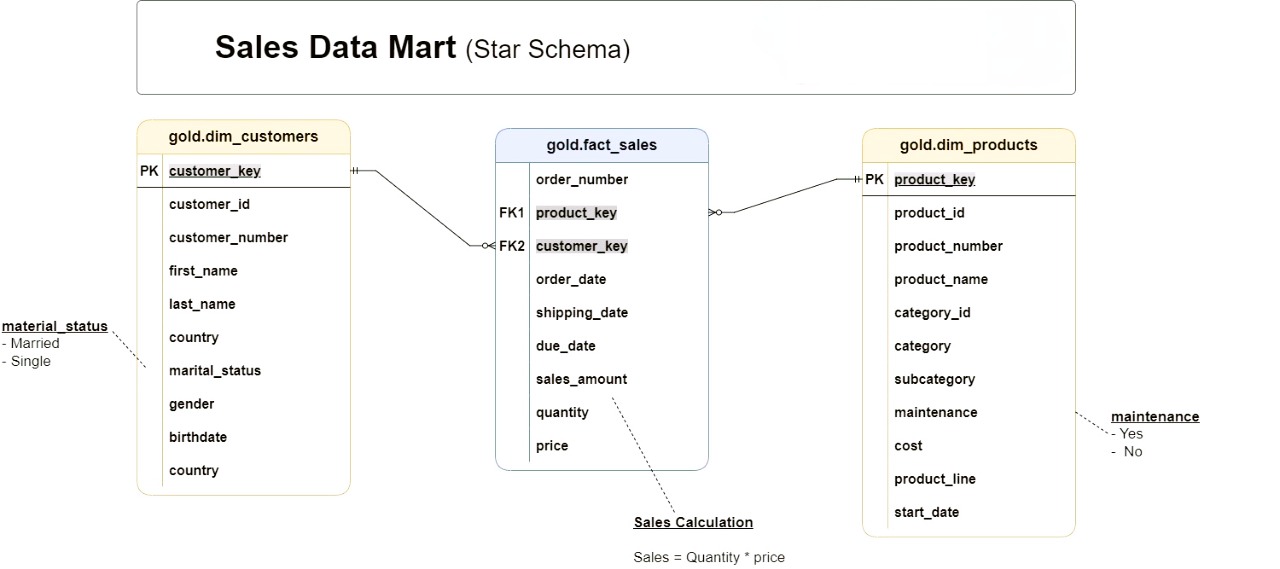 Sales Data Mart (Star Schema)
gold.dim_customers
PK customer_key
customer_id
customer_number
first_name
last_name
country
marital_status
gender
birthdate
country
material_status
- Married
- Single
gold.fact_sales
order_number
FK1 product_key
FK2 customer_key
order_date
shipping_date
due_date
sales_amount
quantity
price
Sales Calculation
Sales = Quantity * price
gold.dim_products
PK product_key
product_id
product_number
product_name
category_id
category
subcategory
maintenance
cost
product_line
start_date
maintenance
- Yes
- No